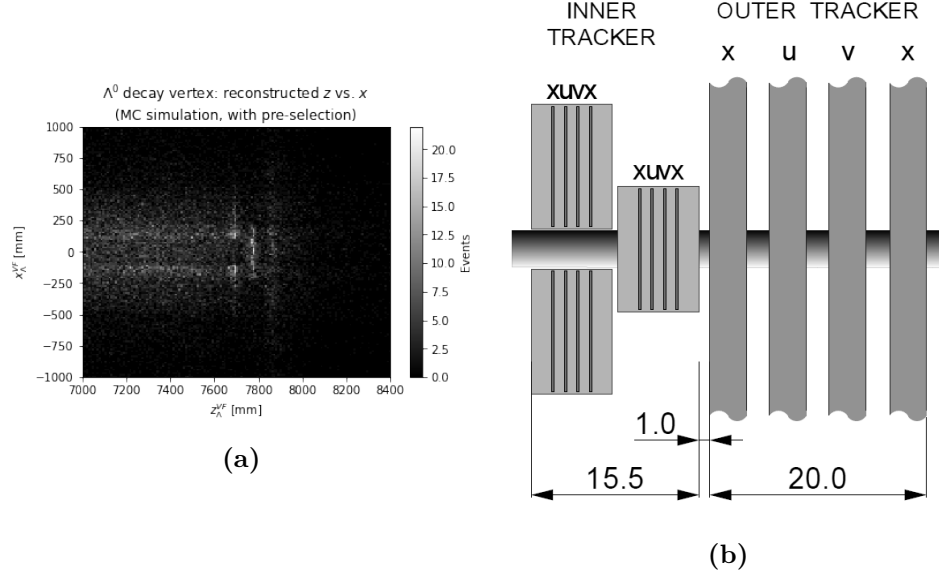 Λ⁰ decay vertex: reconstructed z vs. x
(MC simulation, with pre-selection)
1000
750
500
250
0
−250
−500
−750
−1000
7000 7200 7400 7600 7800 8000 8200 8400
x_Λ^VF [mm]
z_Λ^VF [mm]
20.0
17.5
15.0
12.5
10.0
7.5
5.0
2.5
0.0
Events
(a)
INNER
TRACKER
OUTER TRACKER
x u v x
xuvx
xuvx
1.0
15.5
20.0
(b)